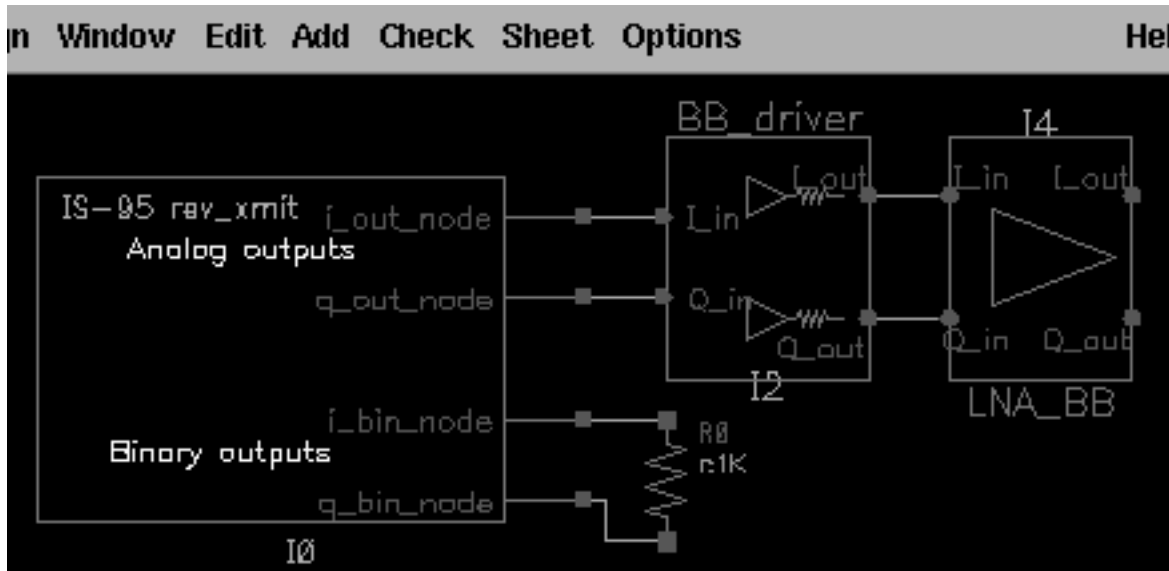 Window Edit Add Check Sheet Options
BB_driver
I4
IS-95 rev_xmit
i_out_node
Analog outputs
q_out_node
I_in
I_out
Q_in
Q_out
I_in
I_out
Q_in
Q_out
I2
LNA_BB
i_bin_node
Binary outputs
q_bin_node
R0
r:1K
I0